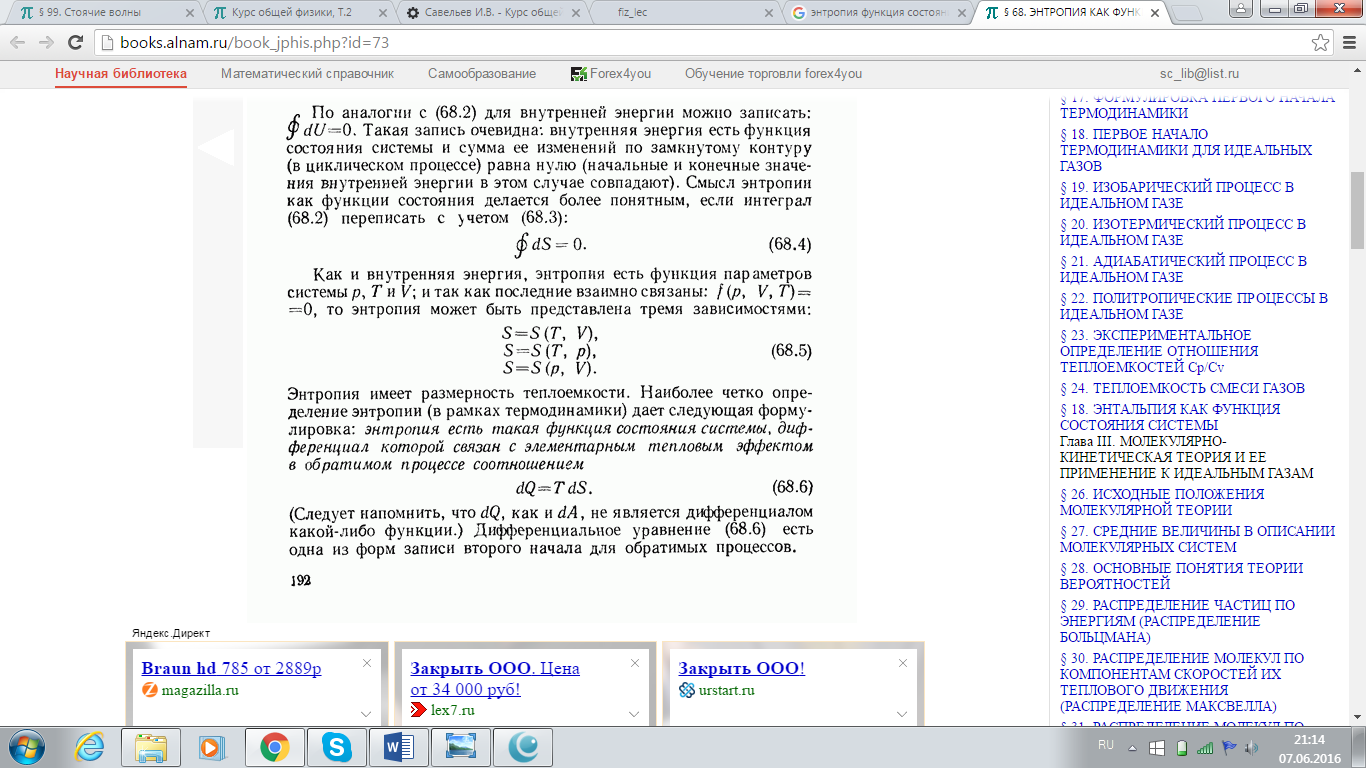 § 99. Стоячие волны
Курс общей физики, Т.2
Савельев И.В. - Курс общей
fiz_lec
энтропия функция состоян
§ 68. ЭНТРОПИЯ КАК ФУНК
books.alnam.ru/book_jphis.php?id=73
Научная библиотека
Математический справочник
Самообразование
Forex4you
Обучение торговли forex4you
sc_lib@list.ru
По аналогии с (68.2) для внутренней энергии можно записать:
∮ dU=0. Такая запись очевидна: внутренняя энергия есть функция
состояния системы и сумма ее изменений по замкнутому контуру
(в циклическом процессе) равна нулю (начальные и конечные значе-
ния внутренней энергии в этом случае совпадают). Смысл энтропии
как функции состояния делается более понятным, если интеграл
(68.2) переписать с учетом (68.3):
∮ dS = 0. (68.4)
Как и внутренняя энергия, энтропия есть функция параметров
системы p, T и V; и так как последние взаимно связаны: f (p, V, T)=
=0, то энтропия может быть представлена тремя зависимостями:
S=S (T, V),
S=S (T, p), (68.5)
S=S (p, V).
Энтропия имеет размерность теплоемкости. Наиболее четко опре-
деление энтропии (в рамках термодинамики) дает следующая форму-
лировка: энтропия есть такая функция состояния системы, диф-
ференциал которой связан с элементарным тепловым эффектом
в обратимом процессе соотношением
dQ=T dS. (68.6)
(Следует напомнить, что dQ, как и dA, не является дифференциалом
какой-либо функции.) Дифференциальное уравнение (68.6) есть
одна из форм записи второго начала для обратимых процессов.
192
§ 17. ФОРМУЛИРОВКА ПЕРВОГО НАЧАЛА
ТЕРМОДИНАМИКИ
§ 18. ПЕРВОЕ НАЧАЛО
ТЕРМОДИНАМИКИ ДЛЯ ИДЕАЛЬНЫХ
ГАЗОВ
§ 19. ИЗОБАРИЧЕСКИЙ ПРОЦЕСС В
ИДЕАЛЬНОМ ГАЗЕ
§ 20. ИЗОТЕРМИЧЕСКИЙ ПРОЦЕСС В
ИДЕАЛЬНОМ ГАЗЕ
§ 21. АДИАБАТИЧЕСКИЙ ПРОЦЕСС В
ИДЕАЛЬНОМ ГАЗЕ
§ 22. ПОЛИТРОПИЧЕСКИЕ ПРОЦЕССЫ В
ИДЕАЛЬНОМ ГАЗЕ
§ 23. ЭКСПЕРИМЕНТАЛЬНОЕ
ОПРЕДЕЛЕНИЕ ОТНОШЕНИЯ
ТЕПЛОЕМКОСТЕЙ Cp/Cv
§ 24. ТЕПЛОЕМКОСТЬ СМЕСИ ГАЗОВ
§ 18. ЭНТАЛЬПИЯ КАК ФУНКЦИЯ
СОСТОЯНИЯ СИСТЕМЫ
Глава III. МОЛЕКУЛЯРНО-
КИНЕТИЧЕСКАЯ ТЕОРИЯ И ЕЕ
ПРИМЕНЕНИЕ К ИДЕАЛЬНЫМ ГАЗАМ
§ 26. ИСХОДНЫЕ ПОЛОЖЕНИЯ
МОЛЕКУЛЯРНОЙ ТЕОРИИ
§ 27. СРЕДНИЕ ВЕЛИЧИНЫ В ОПИСАНИИ
МОЛЕКУЛЯРНЫХ СИСТЕМ
§ 28. ОСНОВНЫЕ ПОНЯТИЯ ТЕОРИИ
ВЕРОЯТНОСТЕЙ
§ 29. РАСПРЕДЕЛЕНИЕ ЧАСТИЦ ПО
ЭНЕРГИЯМ (РАСПРЕДЕЛЕНИЕ
БОЛЬЦМАНА)
§ 30. РАСПРЕДЕЛЕНИЕ МОЛЕКУЛ ПО
КОМПОНЕНТАМ СКОРОСТЕЙ ИХ
ТЕПЛОВОГО ДВИЖЕНИЯ
(РАСПРЕДЕЛЕНИЕ МАКСВЕЛЛА)
§ 31. РАСПРЕДЕЛЕНИЕ МОЛЕКУЛ ПО
Яндекс.Директ
Braun hd 785 от 2889р
magazilla.ru
Закрыть ООО. Цена
от 34 000 руб!
lex7.ru
Закрыть ООО!
urstart.ru
RU
21:14
07.06.2016